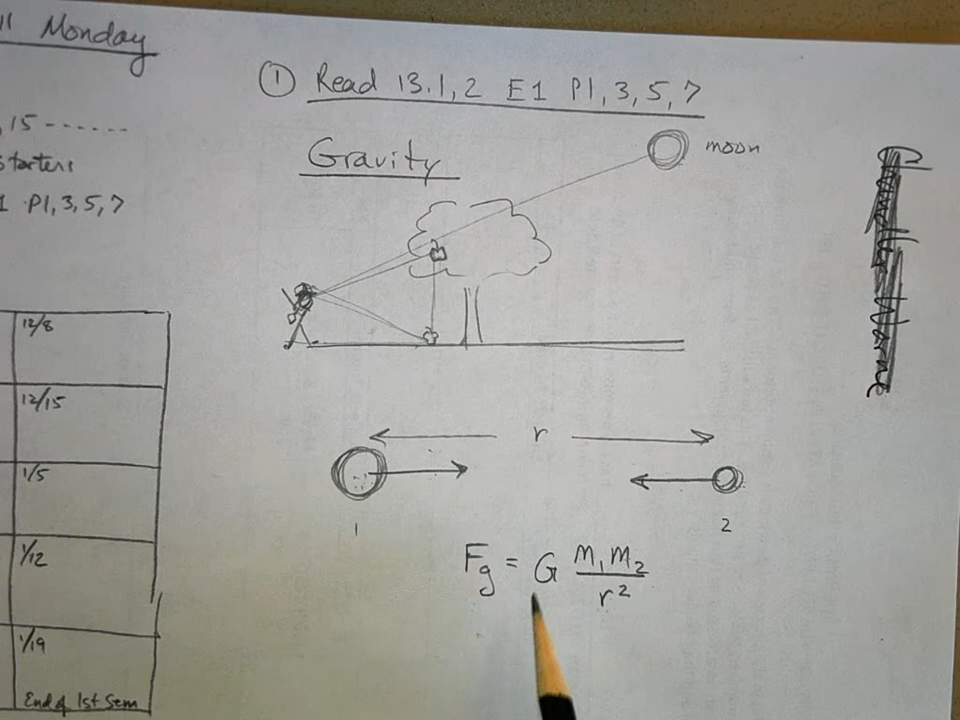 11 Monday
, 15 ------
Starters
1 P1, 3, 5, 7
12/8
12/15
1/5
1/12
1/19
End of 1st Sem
① Read 13.1, 2 E1 P1, 3, 5, 7
Gravity
moon
r
1
2
F_g = G m₁m₂ / r²